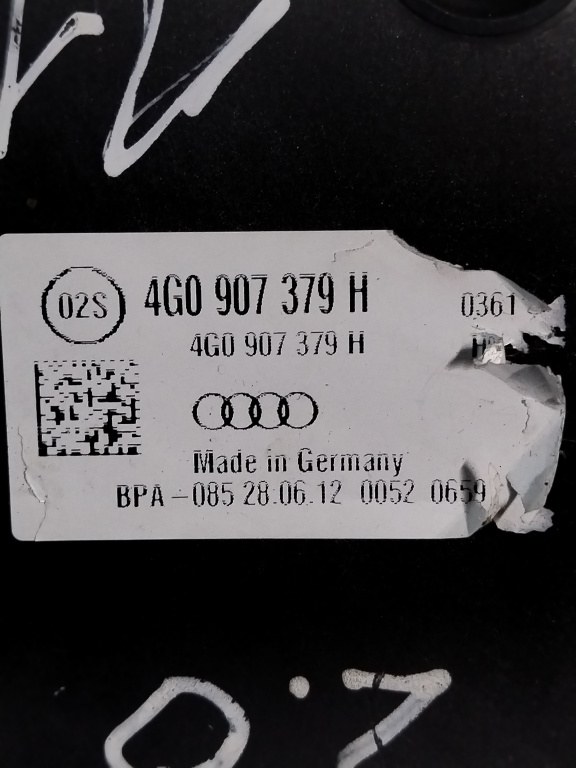 02S 4G0 907 379 H 0361
4G0 907 379 H
Made in Germany
BPA-085 28.06.12 0052 0659